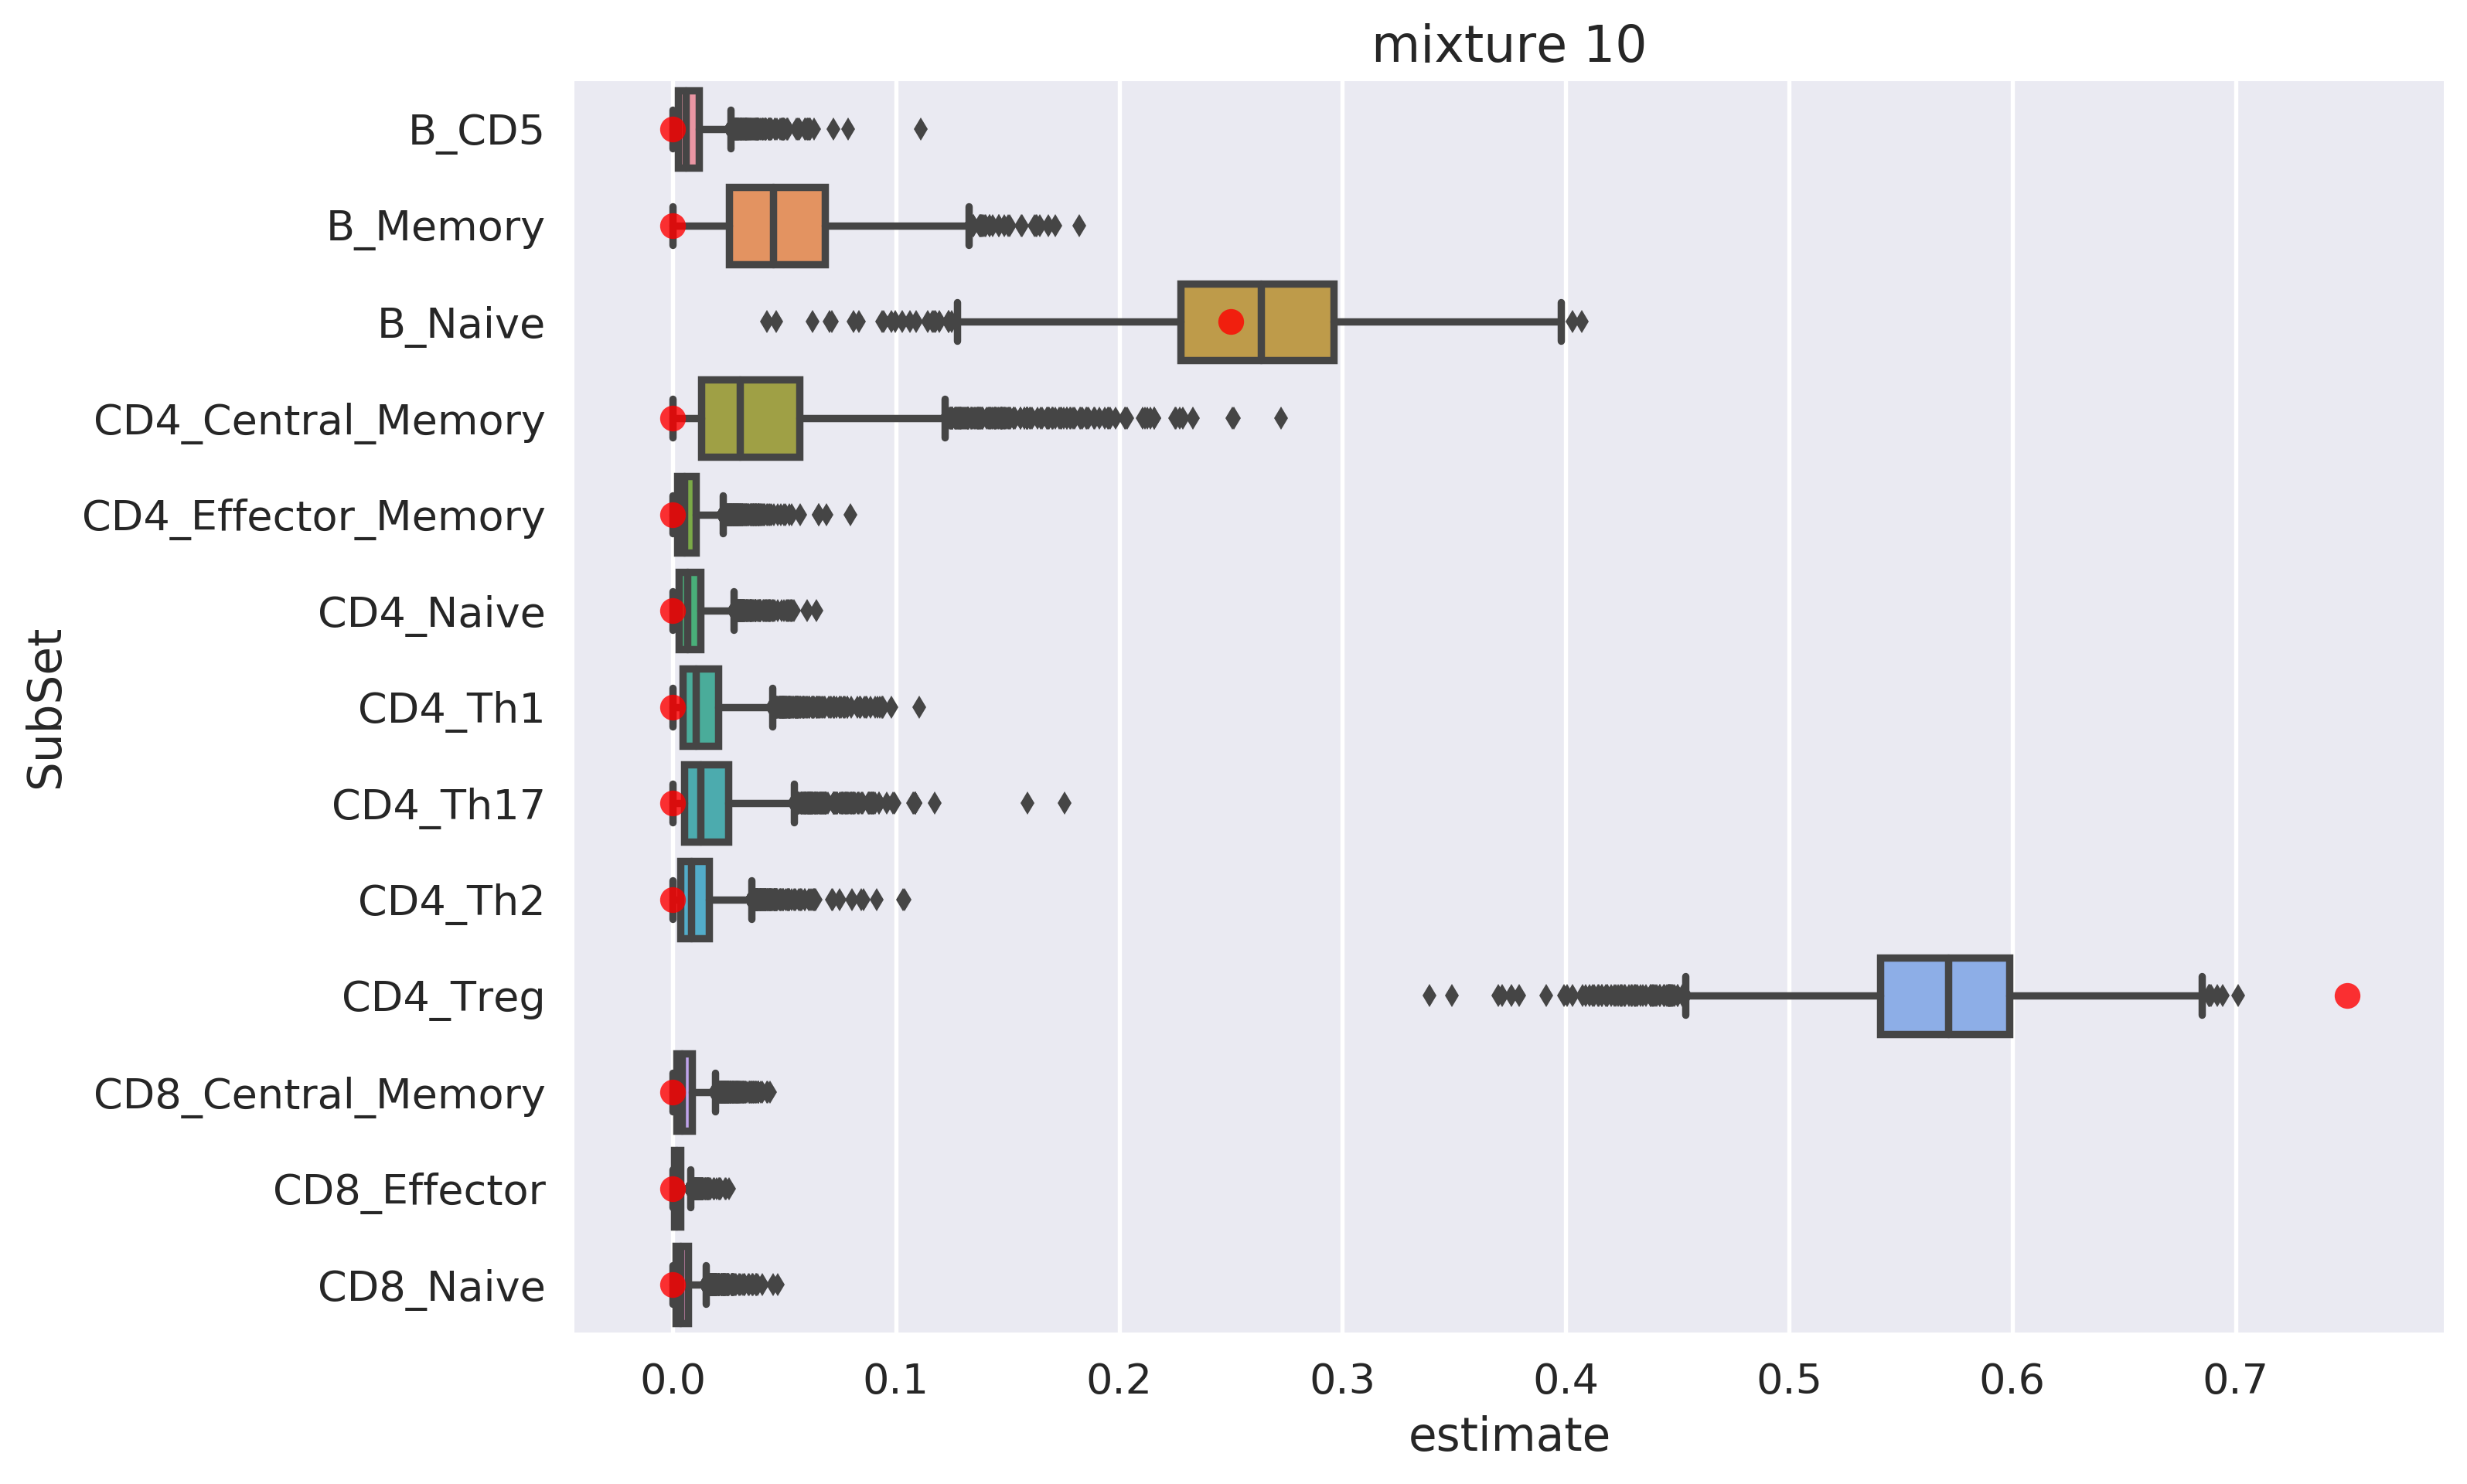 mixture 10
B_CD5
B_Memory
B_Naive
CD4_Central_Memory
CD4_Effector_Memory
CD4_Naive
CD4_Th1
CD4_Th17
CD4_Th2
CD4_Treg
CD8_Central_Memory
CD8_Effector
CD8_Naive
SubSet
0.0 0.1 0.2 0.3 0.4 0.5 0.6 0.7
estimate